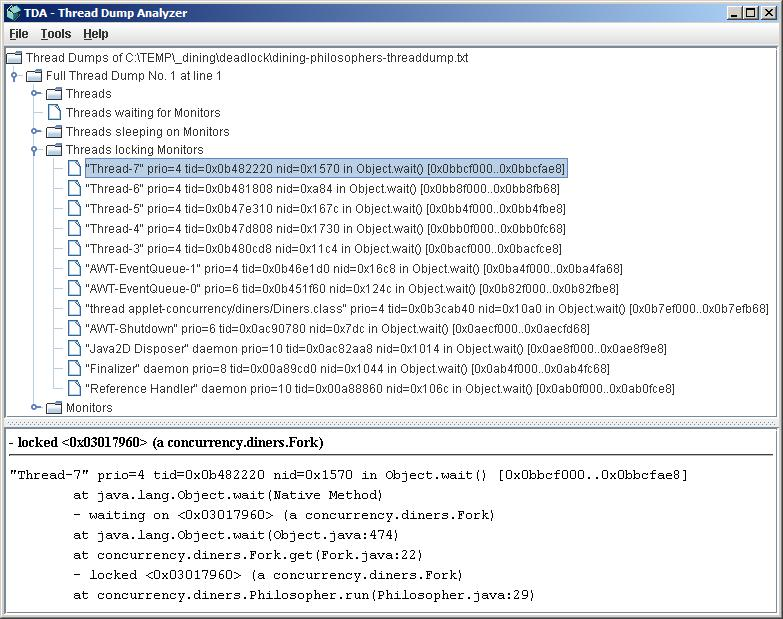 TDA - Thread Dump Analyzer
File Tools Help
Thread Dumps of C:\TEMP\_dining\deadlock\dining-philosophers-threaddump.txt
Full Thread Dump No. 1 at line 1
Threads
Threads waiting for Monitors
Threads sleeping on Monitors
Threads locking Monitors
"Thread-7" prio=4 tid=0x0b482220 nid=0x1570 in Object.wait() [0x0bbcf000..0x0bbcfae8]
"Thread-6" prio=4 tid=0x0b481808 nid=0xa84 in Object.wait() [0x0bb8f000..0x0bb8fb68]
"Thread-5" prio=4 tid=0x0b47e310 nid=0x167c in Object.wait() [0x0bb4f000..0x0bb4fbe8]
"Thread-4" prio=4 tid=0x0b47d808 nid=0x1730 in Object.wait() [0x0bb0f000..0x0bb0fc68]
"Thread-3" prio=4 tid=0x0b480cd8 nid=0x11c4 in Object.wait() [0x0bacf000..0x0bacfce8]
"AWT-EventQueue-1" prio=4 tid=0x0b46e1d0 nid=0x16c8 in Object.wait() [0x0ba4f000..0x0ba4fa68]
"AWT-EventQueue-0" prio=6 tid=0x0b451f60 nid=0x124c in Object.wait() [0x0b82f000..0x0b82fbe8]
"thread applet-concurrency/diners/Diners.class" prio=4 tid=0x0b3cab40 nid=0x10a0 in Object.wait() [0x0b7ef000..0x0b7efb68]
"AWT-Shutdown" prio=6 tid=0x0ac90780 nid=0x7dc in Object.wait() [0x0aecf000..0x0aecfd68]
"Java2D Disposer" daemon prio=10 tid=0x0ac82aa8 nid=0x1014 in Object.wait() [0x0ae8f000..0x0ae8f9e8]
"Finalizer" daemon prio=8 tid=0x00a89cd0 nid=0x1044 in Object.wait() [0x0ab4f000..0x0ab4fc68]
"Reference Handler" daemon prio=10 tid=0x00a88860 nid=0x106c in Object.wait() [0x0ab0f000..0x0ab0fce8]
Monitors
- locked <0x03017960> (a concurrency.diners.Fork)
"Thread-7" prio=4 tid=0x0b482220 nid=0x1570 in Object.wait() [0x0bbcf000..0x0bbcfae8]
at java.lang.Object.wait(Native Method)
- waiting on <0x03017960> (a concurrency.diners.Fork)
at java.lang.Object.wait(Object.java:474)
at concurrency.diners.Fork.get(Fork.java:22)
- locked <0x03017960> (a concurrency.diners.Fork)
at concurrency.diners.Philosopher.run(Philosopher.java:29)